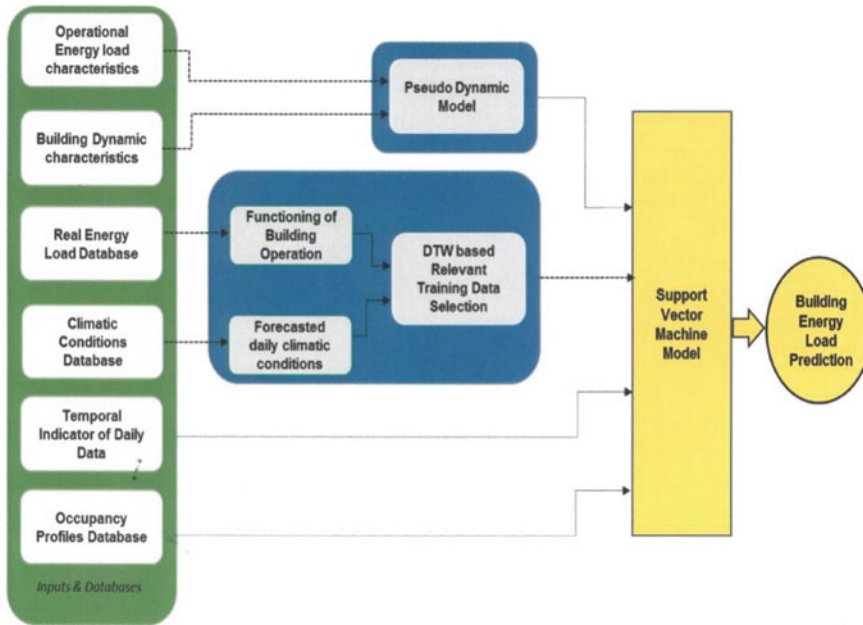 Operational
Energy load
characteristics
Building Dynamic
characteristics
Real Energy
Load Database
Climatic
Conditions
Database
Temporal
Indicator of Daily
Data
Occupancy
Profiles Database
Inputs & Databases
Pseudo Dynamic
Model
Functioning of
Building
Operation
Forecasted
daily climatic
conditions
DTW based
Relevant
Training Data
Selection
Support
Vector
Machine
Model
Building
Energy
Load
Prediction